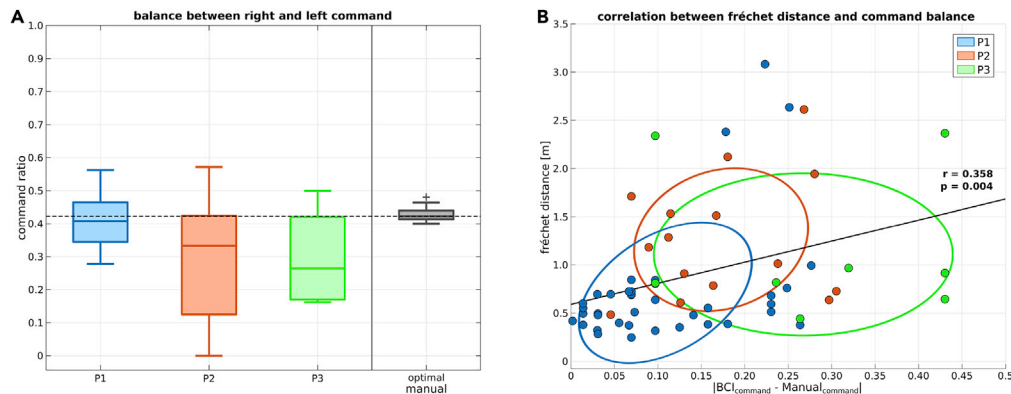 A
balance between right and left command
1.0
0.9
0.8
0.7
0.6
0.5
0.4
0.3
0.2
0.1
0
command ratio
P1
P2
P3
optimal
manual
B
correlation between fréchet distance and command balance
3.5
3.0
2.5
2.0
1.5
1.0
0.5
0
fréchet distance [m]
P1
P2
P3
r = 0.358
p = 0.004
0
0.05
0.10
0.15
0.20
0.25
0.30
0.35
0.4
0.45
0.5
|BCIcommand - Manualcommand|